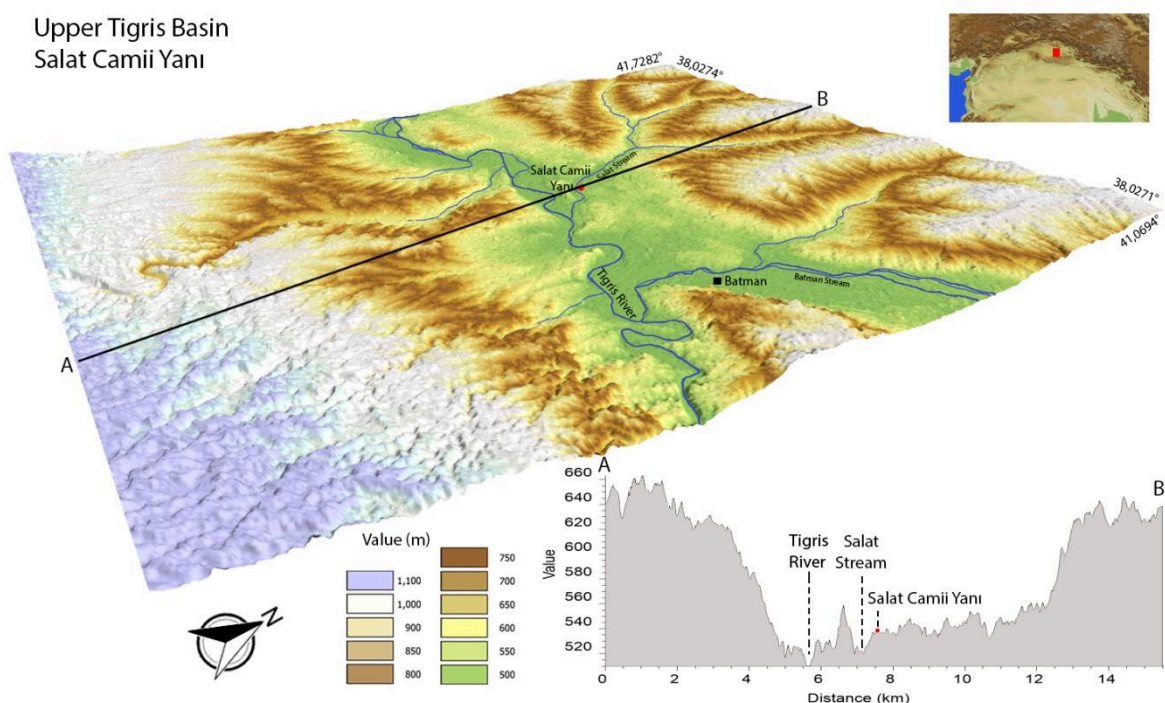 Upper Tigris Basin
Salat Camii Yanı
41,7282°
38,0274°
B
Salat Camii
Yanı
Salat Stream
38,0271°
41,0694°
Tigris River
Batman
Batman Stream
A
Value (m)
1,100
1,000
900
850
800
750
700
650
600
550
500
N
A
B
660
620
600
580
560
540
520
Value
Tigris
River
Salat
Stream
Salat Camii Yanı
0
2
4
6
8
10
12
14
Distance (km)